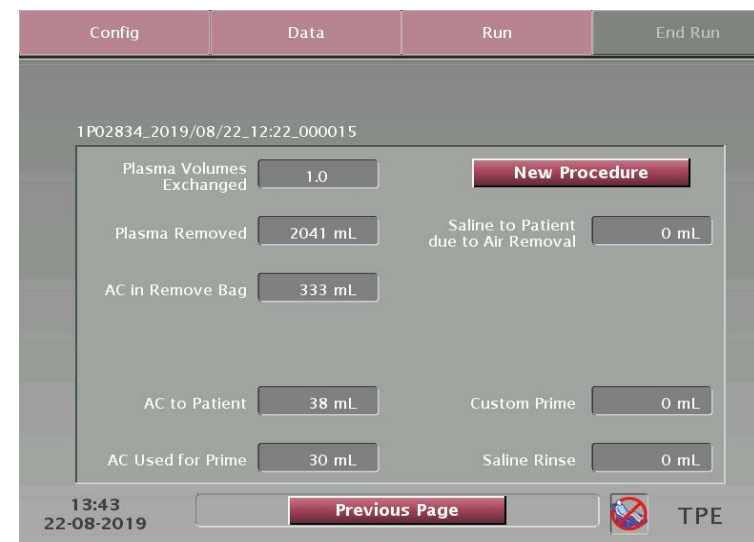 Config Data Run End Run
1P02834_2019/08/22_12:22_000015
Plasma Volumes
Exchanged
1.0
New Procedure
Plasma Removed 2041 mL
Saline to Patient
due to Air Removal
0 mL
AC in Remove Bag 333 mL
AC to Patient 38 mL
Custom Prime 0 mL
AC Used for Prime 30 mL
Saline Rinse 0 mL
13:43
22-08-2019
Previous Page
TPE